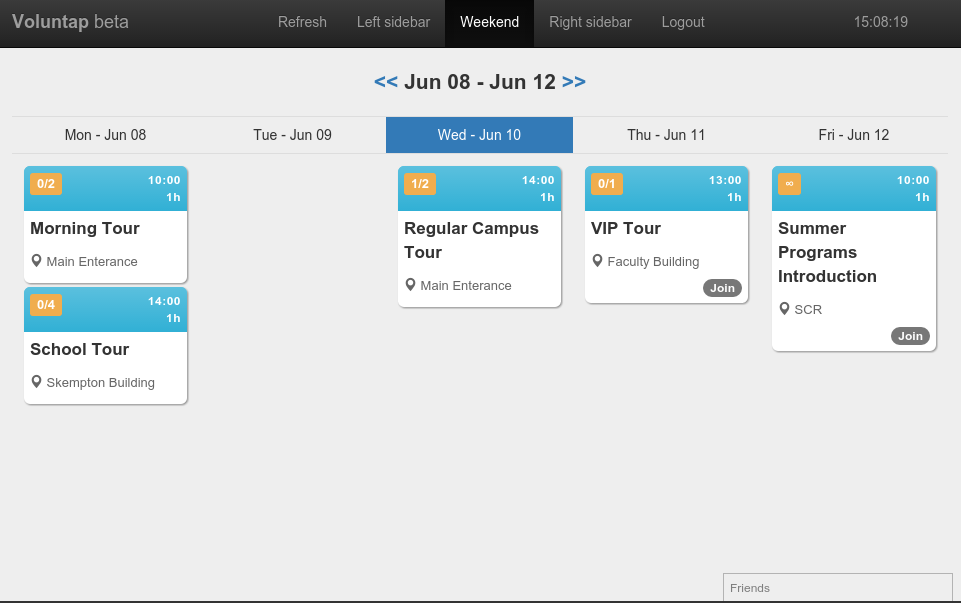 Voluntap beta
Refresh
Left sidebar
Weekend
Right sidebar
Logout
15:08:19
<< Jun 08 - Jun 12 >>
Mon - Jun 08
Tue - Jun 09
Wed - Jun 10
Thu - Jun 11
Fri - Jun 12
0/2
10:00
1h
Morning Tour
Main Enterance
0/4
14:00
1h
School Tour
Skempton Building
1/2
14:00
1h
Regular Campus
Tour
Main Enterance
0/1
13:00
1h
VIP Tour
Faculty Building
Join
∞
10:00
1h
Summer
Programs
Introduction
SCR
Join
Friends